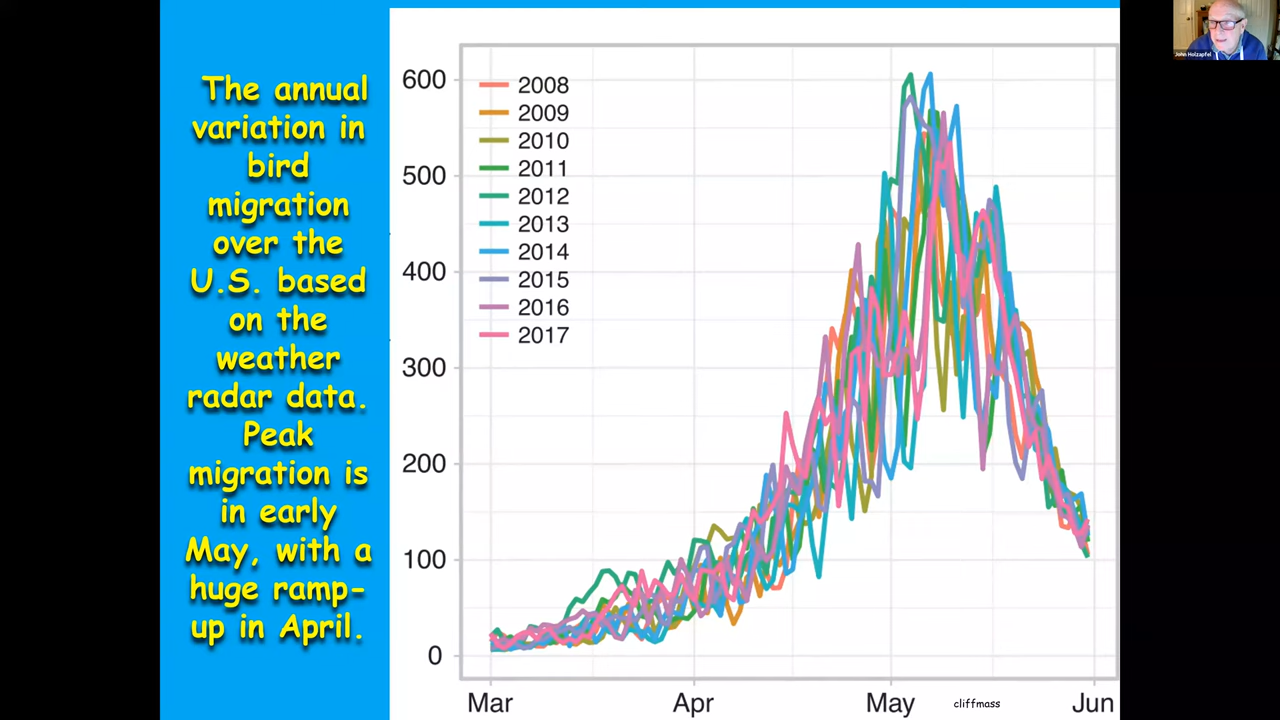 The annual
variation in
bird
migration
over the
U.S. based
on the
weather
radar data.
Peak
migration is
in early
May, with a
huge ramp-
up in April.
600
500
400
300
200
100
0
2008
2009
2010
2011
2012
2013
2014
2015
2016
2017
Mar
Apr
May
Jun
cliffmass
John Holzapfel